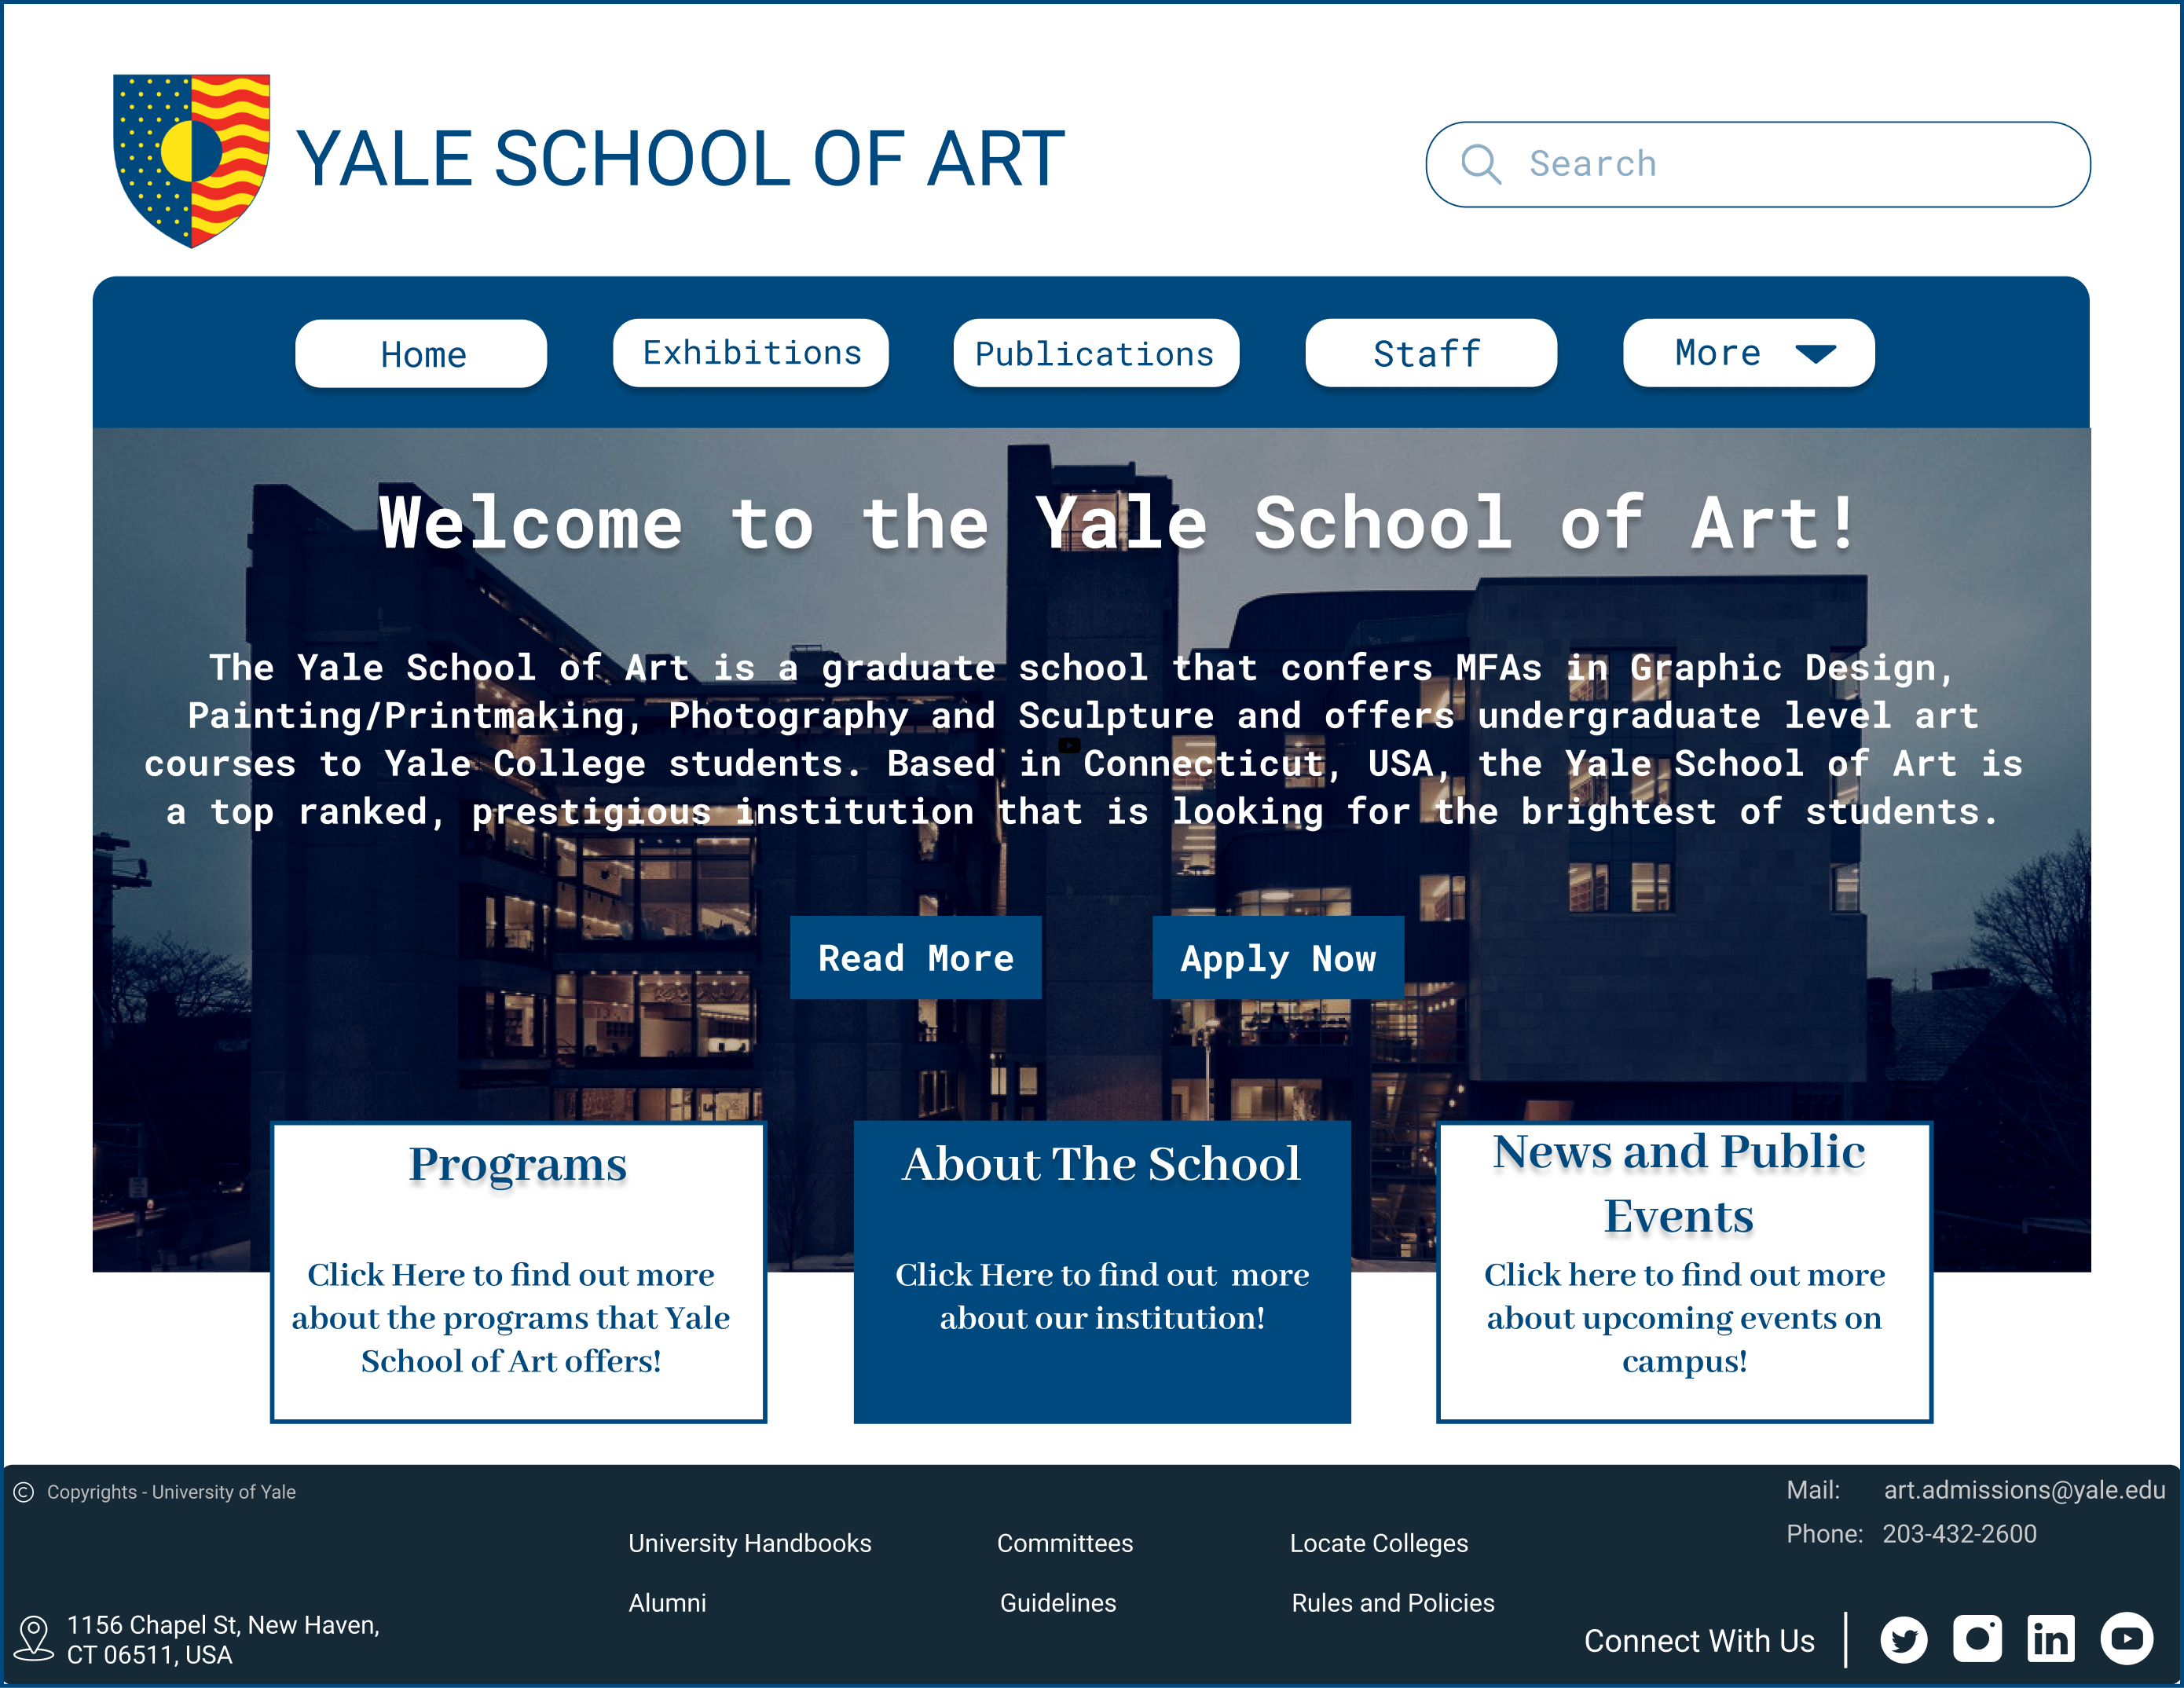 YALE SCHOOL OF ART
Search
Home
Exhibitions
Publications
Staff
More
Welcome to the Yale School of Art!
The Yale School of Art is a graduate school that confers MFAs in Graphic Design,
Painting/Printmaking, Photography and Sculpture and offers undergraduate level art
courses to Yale College students. Based in Connecticut, USA, the Yale School of Art is
a top ranked, prestigious institution that is looking for the brightest of students.
Read More
Apply Now
Programs
Click Here to find out more
about the programs that Yale
School of Art offers!
About The School
Click Here to find out  more
about our institution!
News and Public
Events
Click here to find out more
about upcoming events on
campus!
© Copyrights - University of Yale
Mail: art.admissions@yale.edu
Phone: 203-432-2600
University Handbooks
Committees
Locate Colleges
Alumni
Guidelines
Rules and Policies
1156 Chapel St, New Haven,
CT 06511, USA
Connect With Us
in